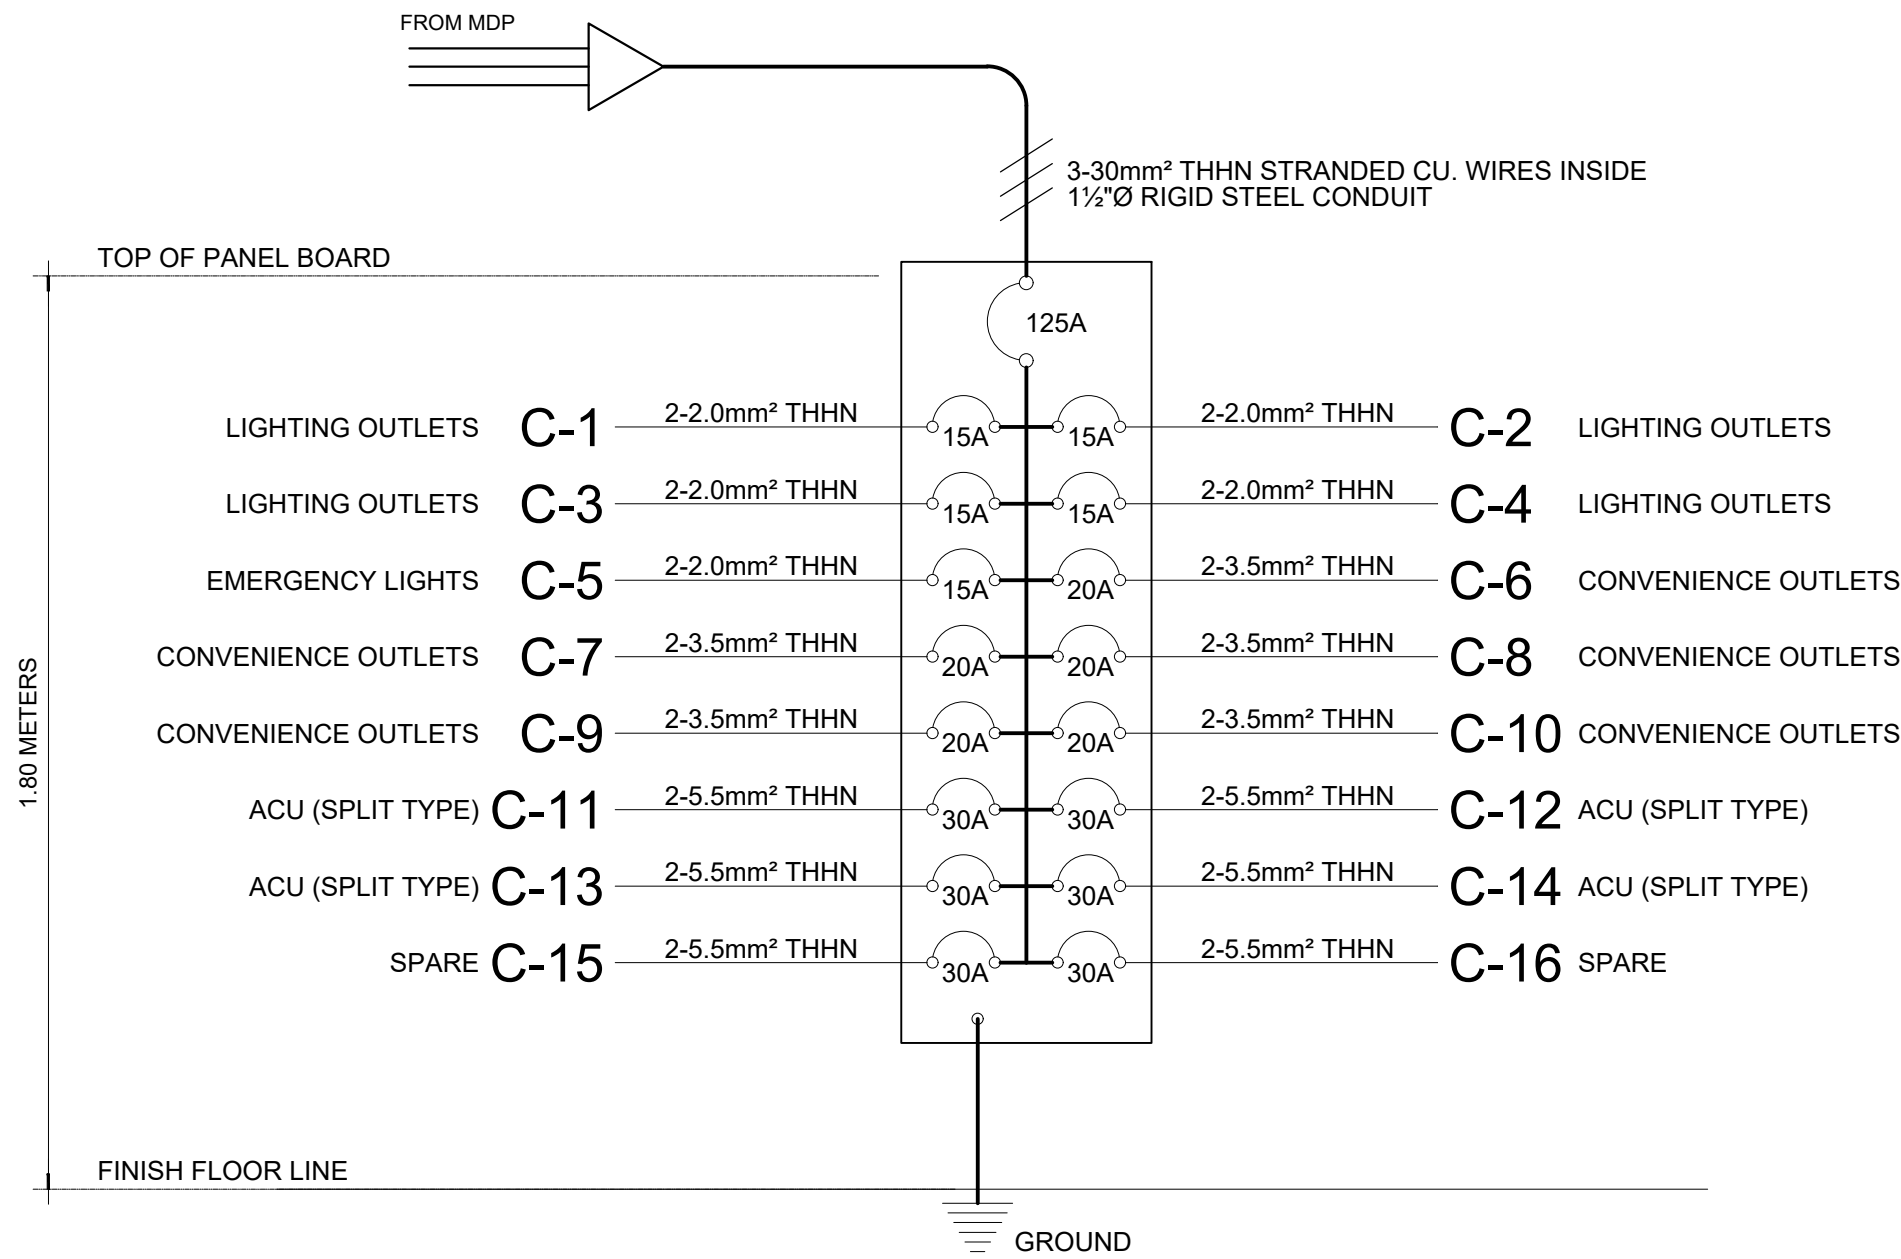 FROM MDP
3-30mm² THHN STRANDED CU. WIRES INSIDE
1½"Ø RIGID STEEL CONDUIT
TOP OF PANEL BOARD
125A
LIGHTING OUTLETS C-1 2-2.0mm² THHN 15A 15A 2-2.0mm² THHN C-2 LIGHTING OUTLETS
LIGHTING OUTLETS C-3 2-2.0mm² THHN 15A 15A 2-2.0mm² THHN C-4 LIGHTING OUTLETS
EMERGENCY LIGHTS C-5 2-2.0mm² THHN 15A 20A 2-3.5mm² THHN C-6 CONVENIENCE OUTLETS
CONVENIENCE OUTLETS C-7 2-3.5mm² THHN 20A 20A 2-3.5mm² THHN C-8 CONVENIENCE OUTLETS
CONVENIENCE OUTLETS C-9 2-3.5mm² THHN 20A 20A 2-3.5mm² THHN C-10 CONVENIENCE OUTLETS
ACU (SPLIT TYPE) C-11 2-5.5mm² THHN 30A 30A 2-5.5mm² THHN C-12 ACU (SPLIT TYPE)
ACU (SPLIT TYPE) C-13 2-5.5mm² THHN 30A 30A 2-5.5mm² THHN C-14 ACU (SPLIT TYPE)
SPARE C-15 2-5.5mm² THHN 30A 30A 2-5.5mm² THHN C-16 SPARE
1.80 METERS
FINISH FLOOR LINE
GROUND